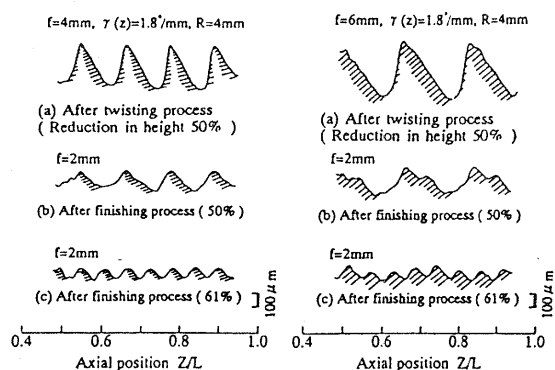 f=4mm, γ(z)=1.8°/mm, R=4mm
(a) After twisting process
( Reduction in height 50% )
f=2mm
(b) After finishing process ( 50% )
f=2mm
(c) After finishing process ( 61% )
0.4 0.6 0.8 1.0
Axial position Z/L
100 μm
f=6mm, γ(z)=1.8°/mm, R=4mm
(a) After twisting process
( Reduction in height 50% )
f=2mm
(b) After finishing process ( 50% )
f=2mm
(c) After finishing process ( 61% )
0.4 0.6 0.8 1.0
Axial position Z/L
100 μm